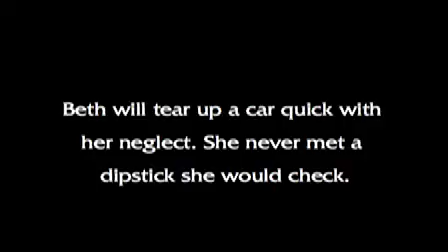 Beth will tear up a car quick with
her neglect. She never met a
dipstick she would check.